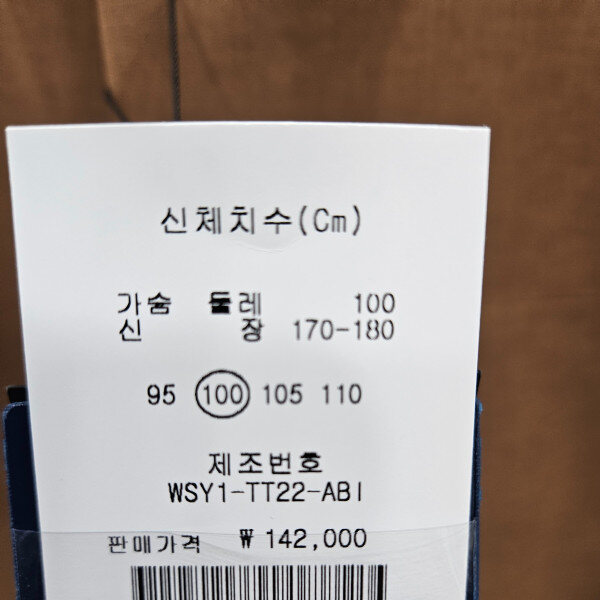 신체치수(Cm)
가슴 둘레 100
신 장 170-180
95 100 105 110
제조번호
WSY1-TT22-ABI
판매가격 ₩ 142,000